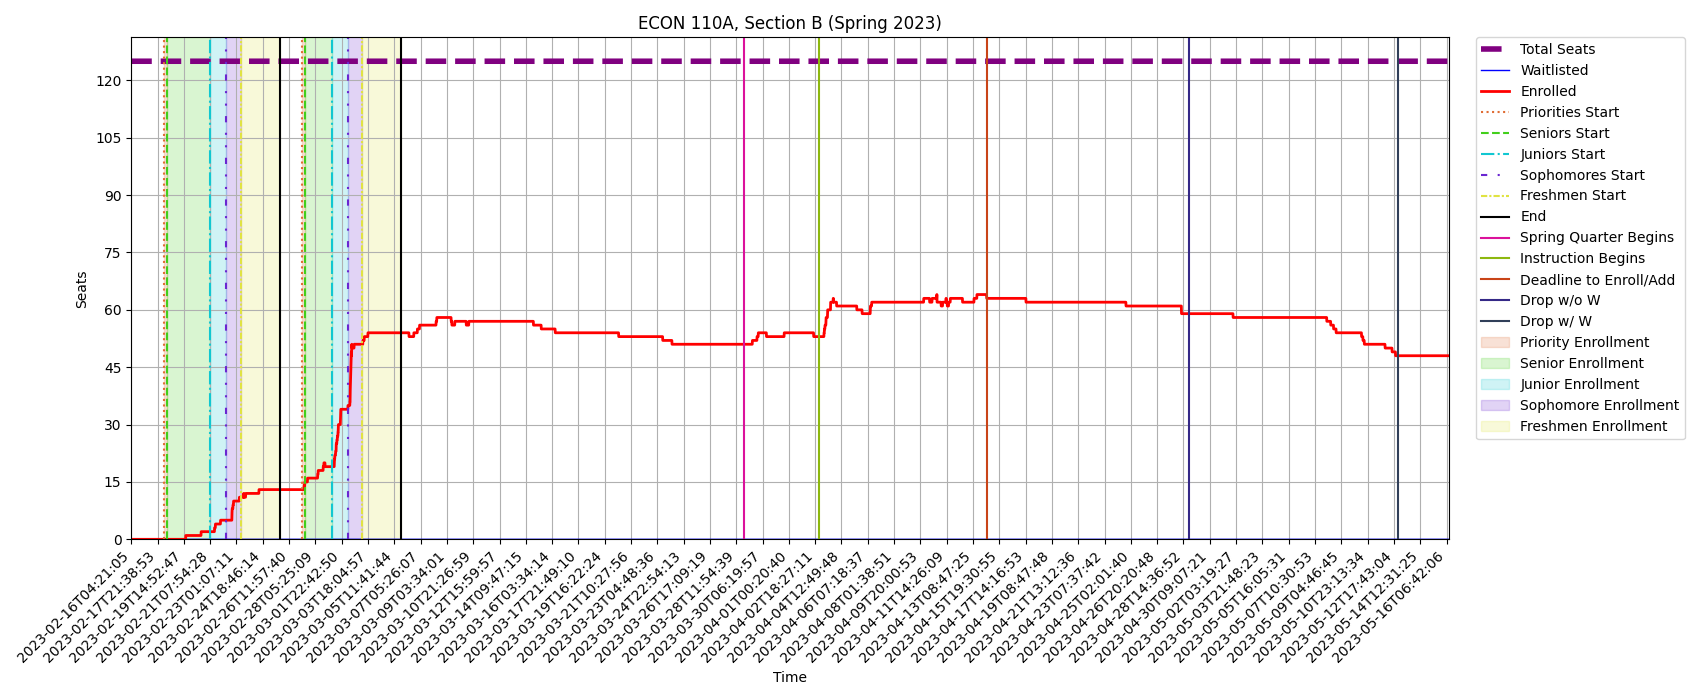 ECON 110A, Section B (Spring 2023)
Seats
120
105
90
75
60
45
30
15
0
2023-02-16T04:21:05
2023-02-17T21:38:53
2023-02-19T14:52:47
2023-02-21T07:54:28
2023-02-23T01:07:11
2023-02-24T18:46:14
2023-02-26T11:57:40
2023-02-28T05:25:09
2023-03-01T22:42:50
2023-03-03T18:04:57
2023-03-05T11:41:44
2023-03-07T05:26:07
2023-03-09T03:34:01
2023-03-10T21:26:59
2023-03-12T15:59:57
2023-03-14T09:47:15
2023-03-16T03:34:14
2023-03-17T21:49:10
2023-03-19T16:22:24
2023-03-21T10:27:56
2023-03-23T04:48:36
2023-03-24T22:54:13
2023-03-26T17:09:19
2023-03-28T11:54:39
2023-03-30T06:19:57
2023-04-01T00:20:40
2023-04-02T18:27:11
2023-04-04T12:49:48
2023-04-06T07:18:37
2023-04-08T01:38:51
2023-04-09T20:00:53
2023-04-11T14:26:09
2023-04-13T08:47:25
2023-04-15T19:30:55
2023-04-17T14:16:53
2023-04-19T08:47:48
2023-04-21T13:12:36
2023-04-23T07:37:42
2023-04-25T02:01:40
2023-04-26T20:20:48
2023-04-28T14:36:52
2023-04-30T09:07:21
2023-05-02T03:19:27
2023-05-03T21:48:23
2023-05-05T16:05:31
2023-05-07T10:30:53
2023-05-09T04:46:45
2023-05-10T23:13:34
2023-05-12T17:43:04
2023-05-14T12:31:25
2023-05-16T06:42:06
Time
Total Seats
Waitlisted
Enrolled
Priorities Start
Seniors Start
Juniors Start
Sophomores Start
Freshmen Start
End
Spring Quarter Begins
Instruction Begins
Deadline to Enroll/Add
Drop w/o W
Drop w/ W
Priority Enrollment
Senior Enrollment
Junior Enrollment
Sophomore Enrollment
Freshmen Enrollment